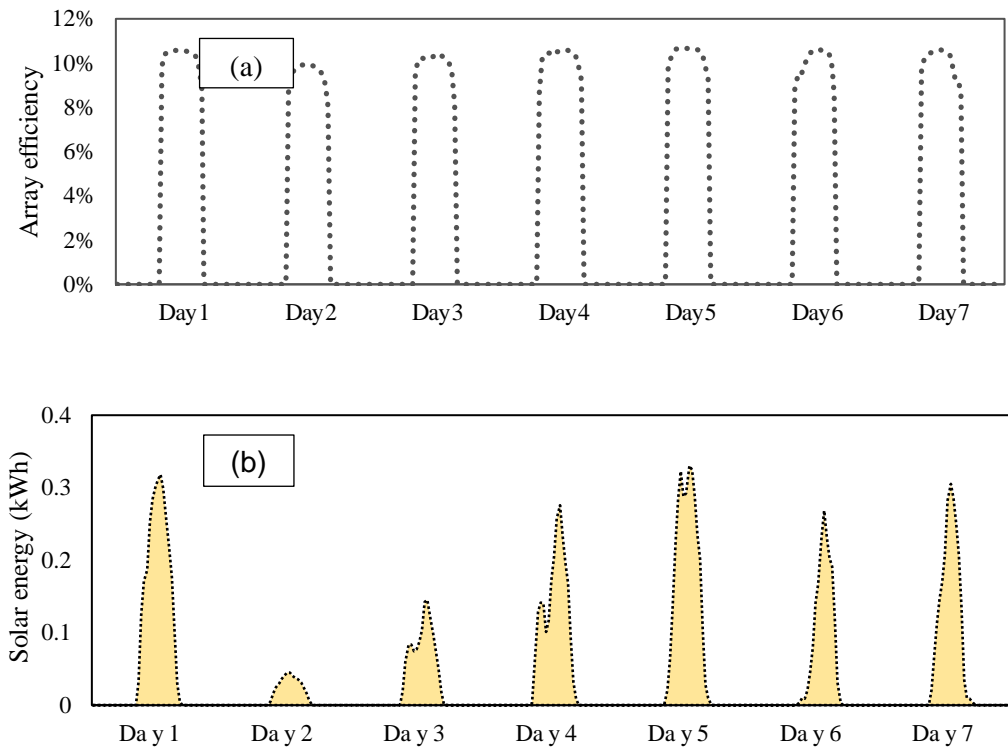 12%
(a)
10%
8%
6%
4%
2%
0%
Array efficiency
Day1 Day2 Day3 Day4 Day5 Day6 Day7
0.4
(b)
0.3
0.2
0.1
0
Solar energy (kWh)
Da y 1 Da y 2 Da y 3 Da y 4 Da y 5 Da y 6 Da y 7